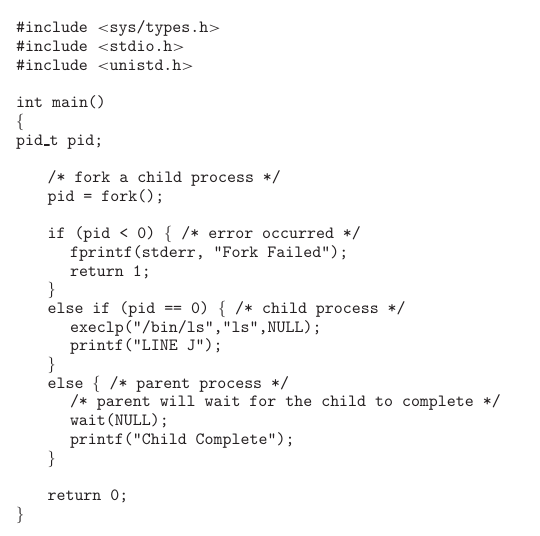 #include <sys/types.h>
#include <stdio.h>
#include <unistd.h>

int main()
{
pid_t pid;

    /* fork a child process */
    pid = fork();

    if (pid < 0) { /* error occurred */
       fprintf(stderr, "Fork Failed");
       return 1;
    }
    else if (pid == 0) { /* child process */
       execlp("/bin/ls","ls",NULL);
       printf("LINE J");
    }
    else { /* parent process */
       /* parent will wait for the child to complete */
       wait(NULL);
       printf("Child Complete");
    }

    return 0;
}